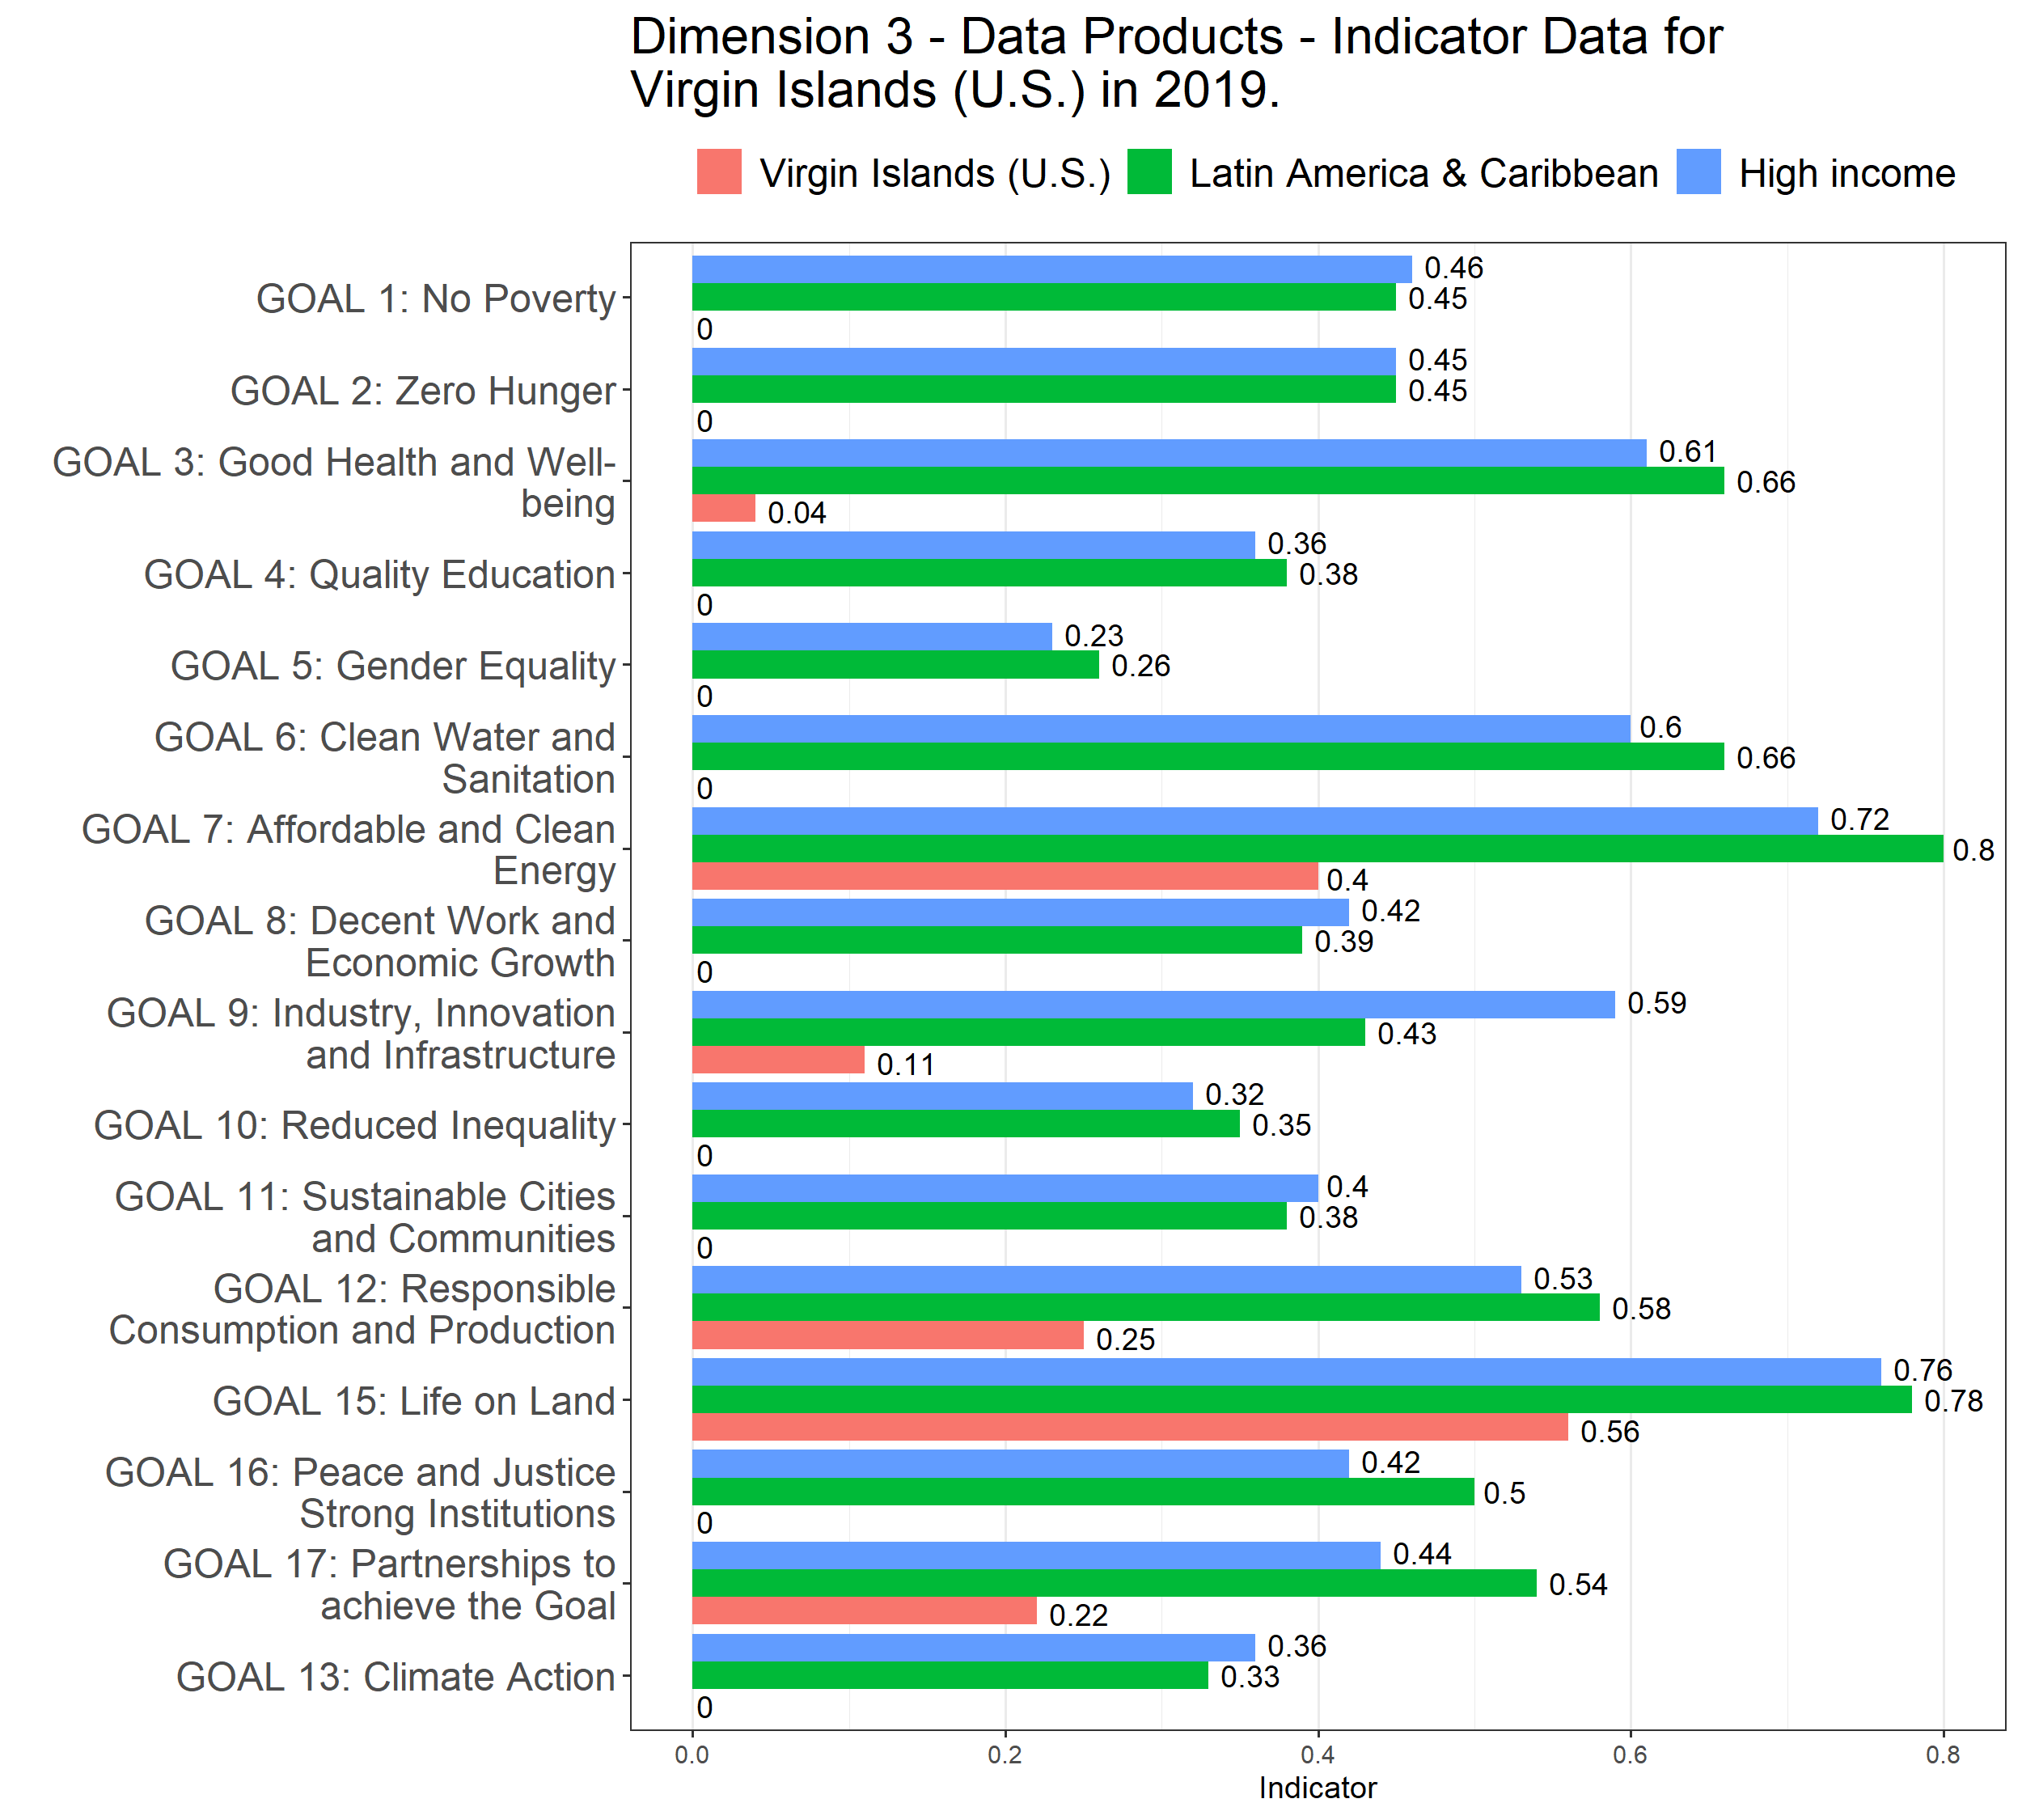 Dimension 3 - Data Products - Indicator Data for
Virgin Islands (U.S.) in 2019.
Virgin Islands (U.S.) Latin America & Caribbean High income
GOAL 1: No Poverty
0.46
0.45
0
GOAL 2: Zero Hunger
0.45
0.45
0
GOAL 3: Good Health and Well-
being
0.61
0.66
0.04
GOAL 4: Quality Education
0.36
0.38
0
GOAL 5: Gender Equality
0.23
0.26
0
GOAL 6: Clean Water and
Sanitation
0.6
0.66
0
GOAL 7: Affordable and Clean
Energy
0.72
0.8
0.4
GOAL 8: Decent Work and
Economic Growth
0.42
0.39
0
GOAL 9: Industry, Innovation
and Infrastructure
0.59
0.43
0.11
GOAL 10: Reduced Inequality
0.32
0.35
0
GOAL 11: Sustainable Cities
and Communities
0.4
0.38
0
GOAL 12: Responsible
Consumption and Production
0.53
0.58
0.25
GOAL 15: Life on Land
0.76
0.78
0.56
GOAL 16: Peace and Justice
Strong Institutions
0.42
0.5
0
GOAL 17: Partnerships to
achieve the Goal
0.44
0.54
0.22
GOAL 13: Climate Action
0.36
0.33
0
0.0 0.2 0.4 0.6 0.8
Indicator